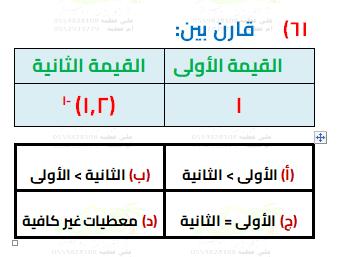 ٦١) قارن بين:
القيمة الأولى القيمة الثانية
١ (١,٢)-١
(أ) الأولى > الثانية (ب) الثانية > الأولى
(ج) الأولى = الثانية (د) معطيات غير كافية